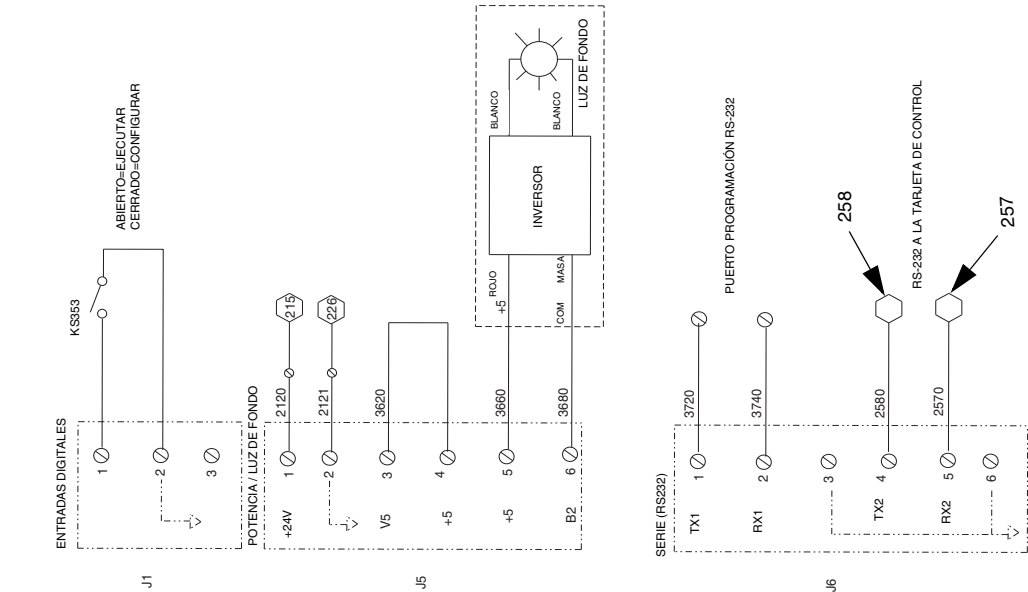 ENTRADAS DIGITALES
J1
1
2
3
KS353
ABIERTO=EJECUTAR
CERRADO=CONFIGURAR
POTENCIA / LUZ DE FONDO
J5
+24V
1
2120
215
2
2121
226
V5
3
3620
+5
4
+5
5
3660
+5
ROJO
B2
6
3680
COM
MASA
INVERSOR
BLANCO
BLANCO
LUZ DE FONDO
SERIE (RS232)
J6
TX1
1
3720
RX1
2
3740
PUERTO PROGRAMACIÓN RS-232
3
TX2
4
2580
258
RX2
5
2570
257
RS-232 A LA TARJETA DE CONTROL
6